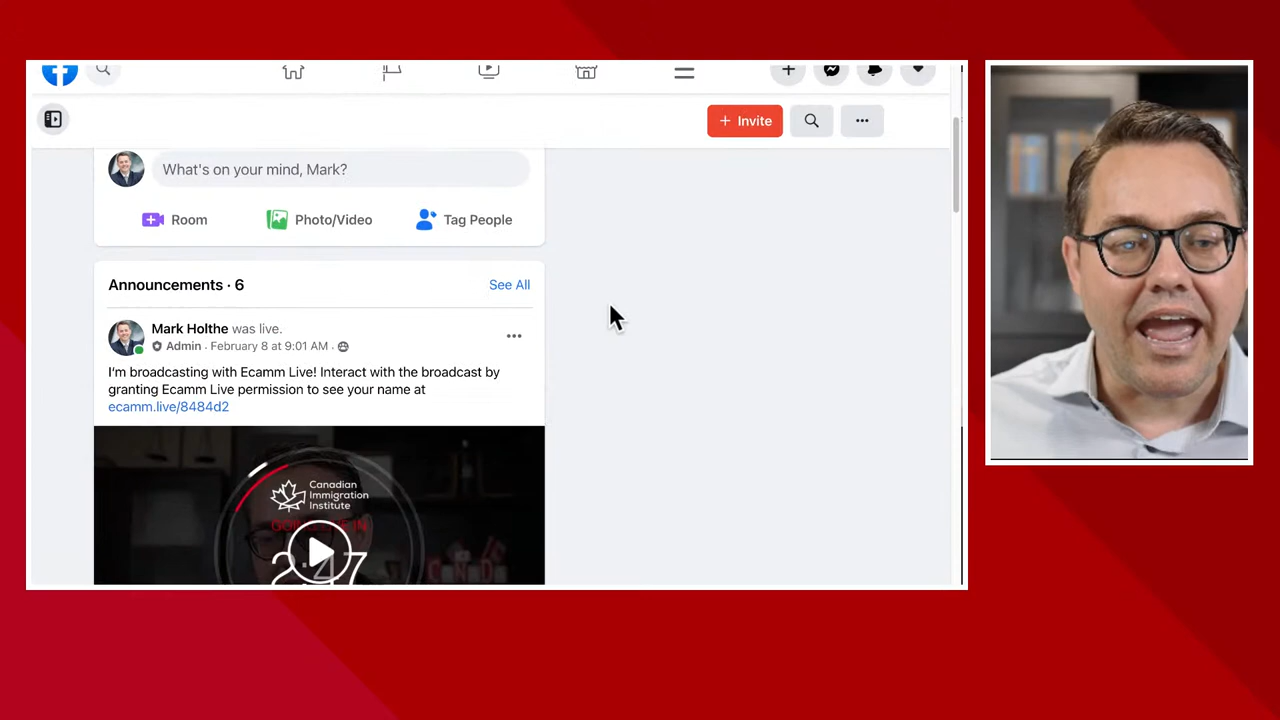 + Invite
What's on your mind, Mark?
Room Photo/Video Tag People
Announcements · 6 See All
Mark Holthe was live.
Admin · February 8 at 9:01 AM ·
I'm broadcasting with Ecamm Live! Interact with the broadcast by
granting Ecamm Live permission to see your name at
ecamm.live/8484d2
Canadian
Immigration
Institute